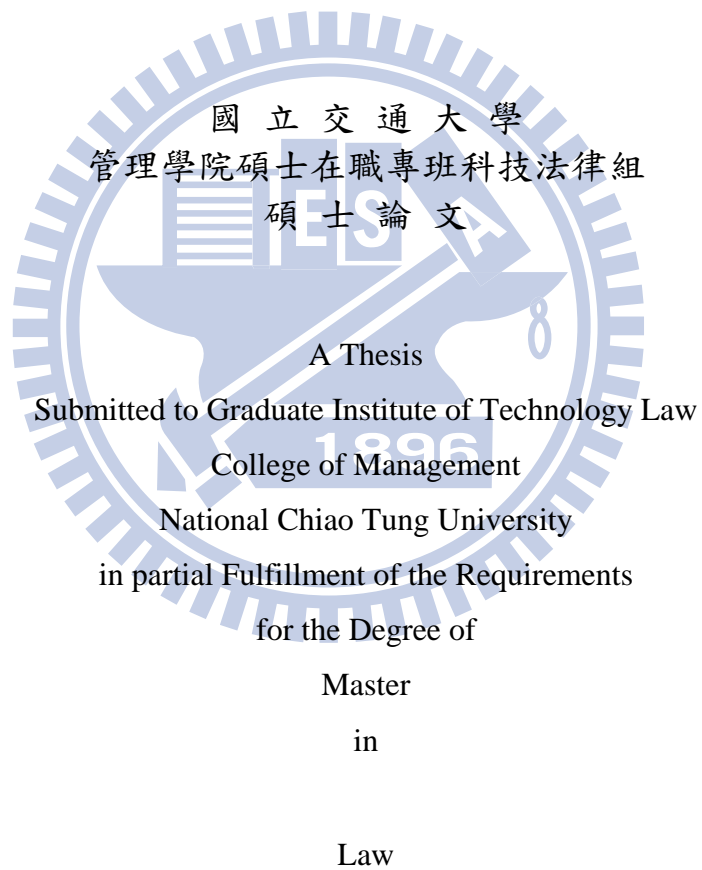 國 立 交 通 大 學
管理學院碩士在職專班科技法律組
碩 士 論 文
E S A
A Thesis
Submitted to Graduate Institute of Technology Law
1896
College of Management
National Chiao Tung University
in partial Fulfillment of the Requirements
for the Degree of
Master
in
Law